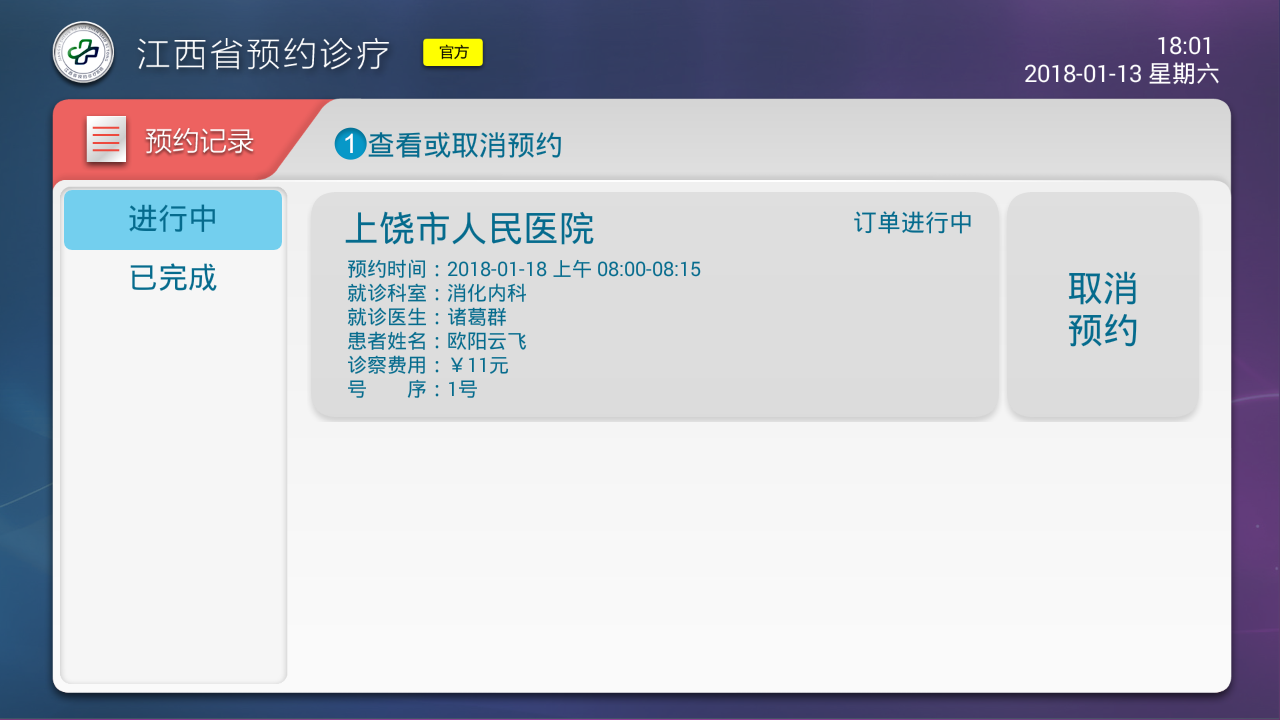 江西省预约诊疗 官方
18:01
2018-01-13 星期六
预约记录
1查看或取消预约
进行中
已完成
上饶市人民医院 订单进行中
预约时间：2018-01-18 上午 08:00-08:15
就诊科室：消化内科
就诊医生：诸葛群
患者姓名：欧阳云飞
诊察费用：￥11元
号　　序：1号
取消
预约